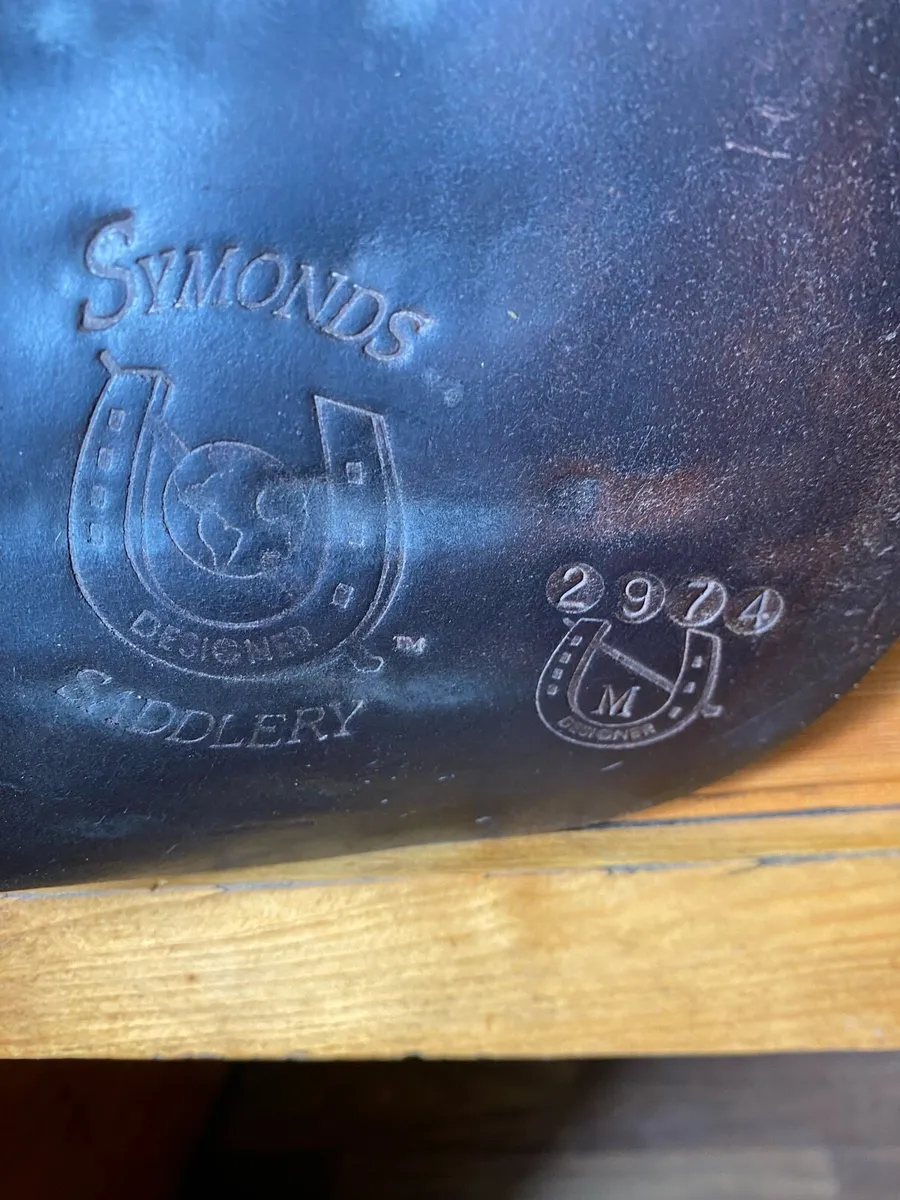 SYMONDS
DESIGNER
™
SADDLERY
2974
M
DESIGNER